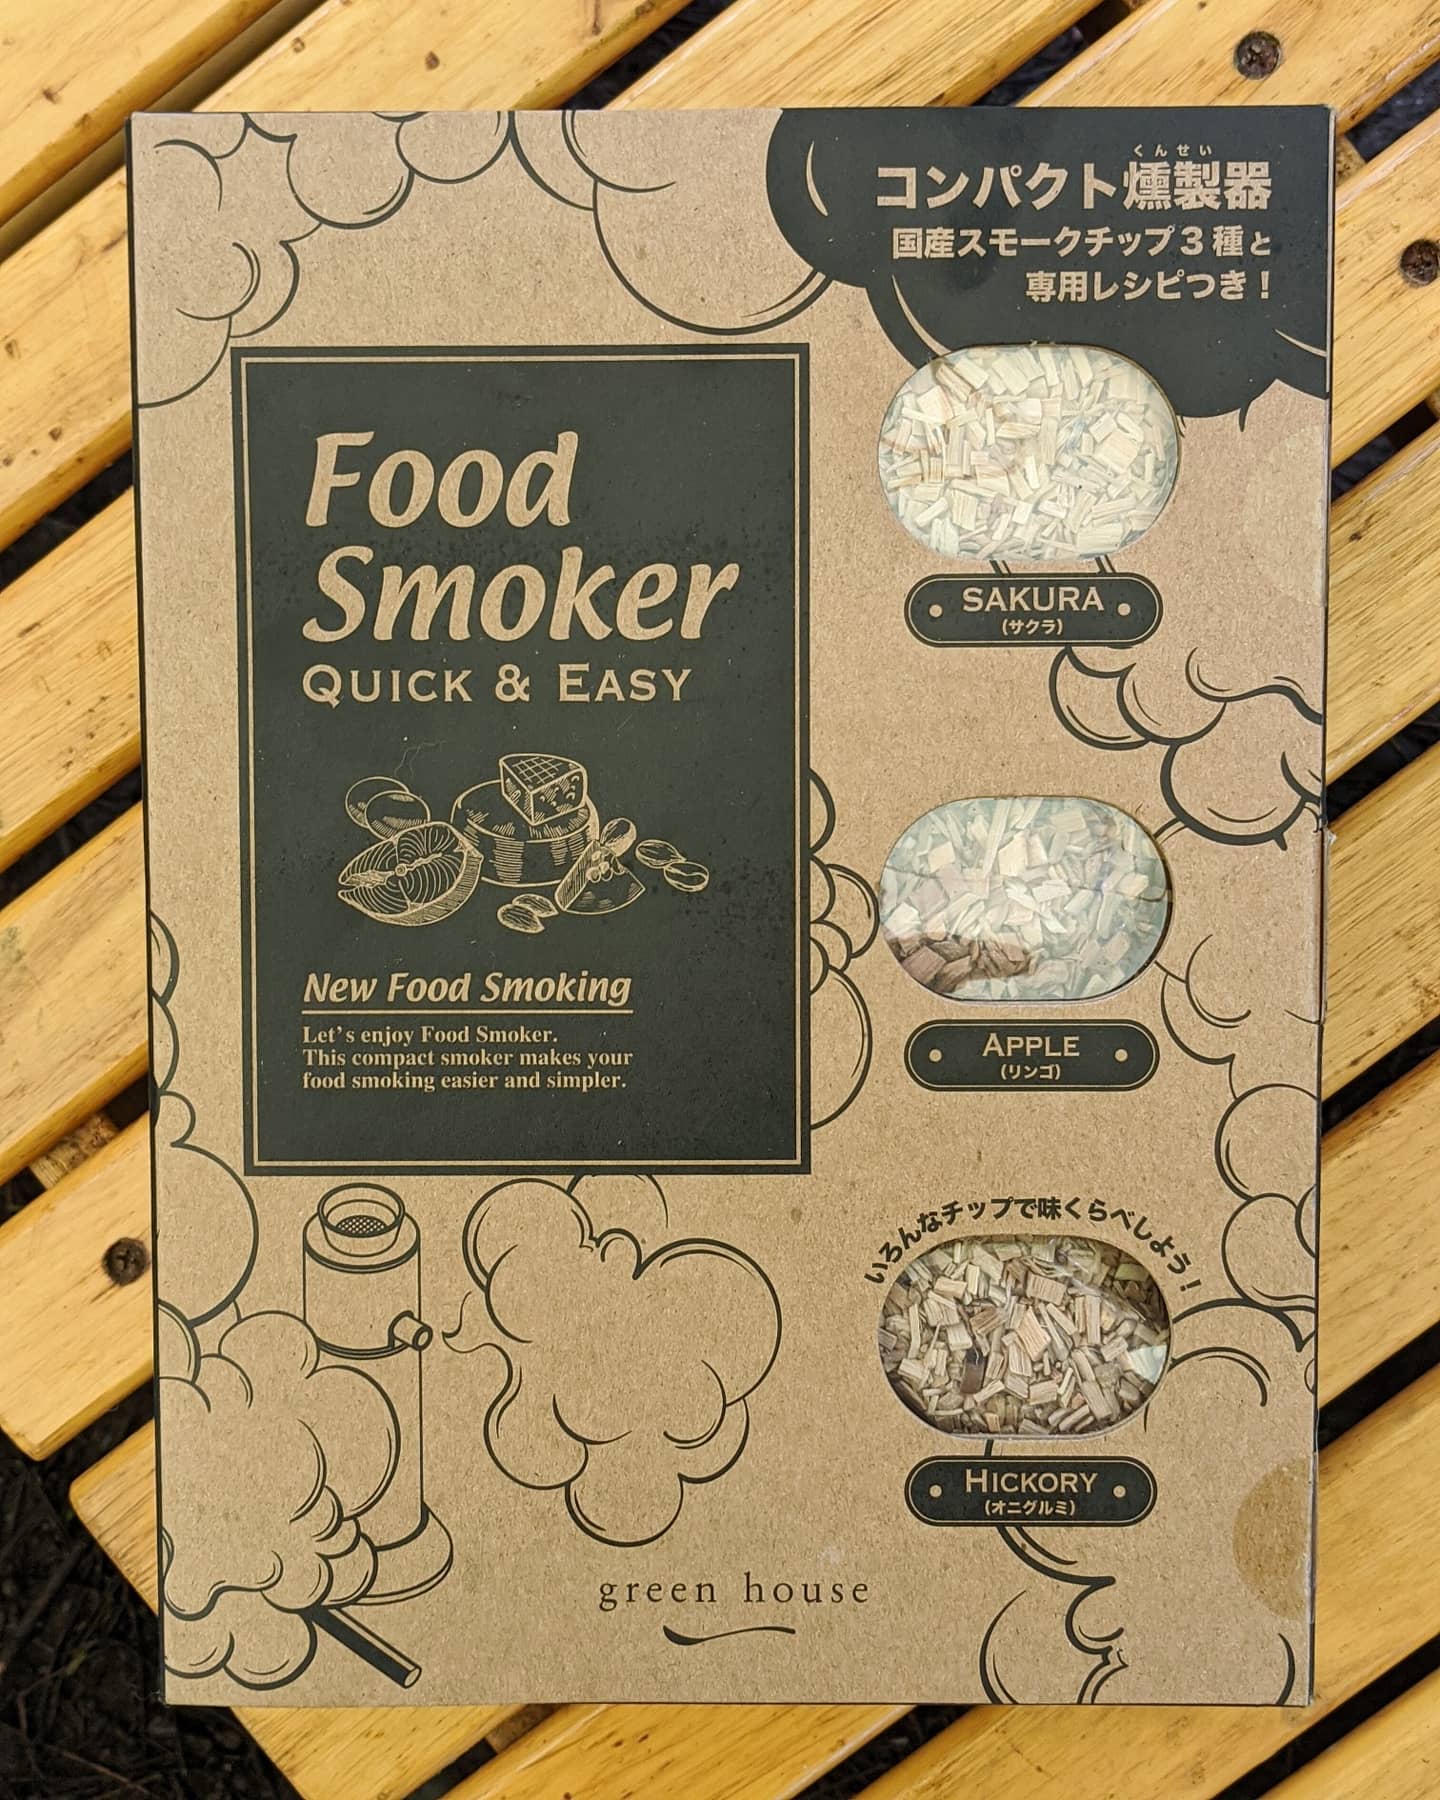 くんせい
コンパクト燻製器
国産スモークチップ3種と
専用レシピつき!
Food
Smoker
QUICK & EASY
New Food Smoking
Let's enjoy Food Smoker.
This compact smoker makes your
food smoking easier and simpler.
SAKURA
(サクラ)
APPLE
(リンゴ)
いろんなチップで味くらべしよう!
HICKORY
(オニグルミ)
green house